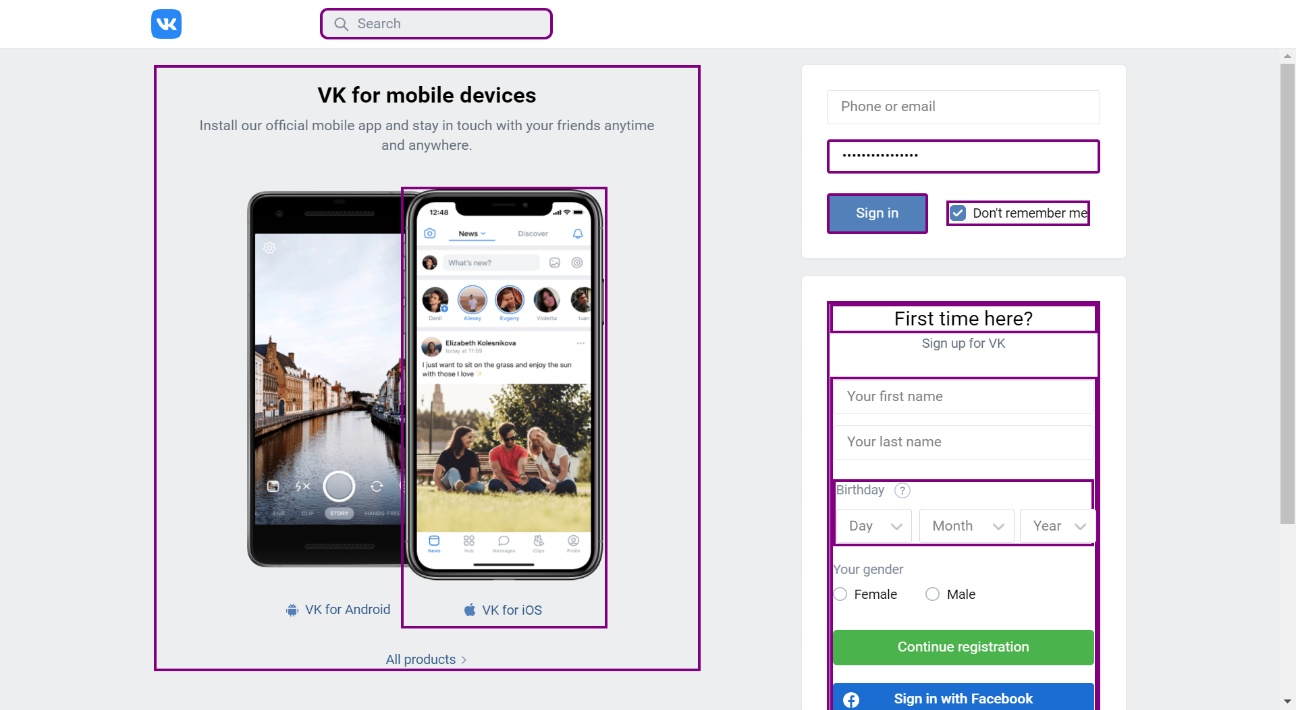 Search
VK for mobile devices
Install our official mobile app and stay in touch with your friends anytime
and anywhere.
12:48
News
Discover
What's new?
Alexey
Evgeny
Violetta
Ivan
Elizabeth Kolesnikova
today at 11:59
I just want to sit on the grass and enjoy the sun
with those I love
LIVE CLIP STORY HANDS-FREE
News Hub Messages Clips Profile
VK for Android
VK for iOS
All products
Phone or email
••••••••••••••••
Sign in
Don't remember me
First time here?
Sign up for VK
Your first name
Your last name
Birthday ?
Day Month Year
Your gender
Female Male
Continue registration
Sign in with Facebook